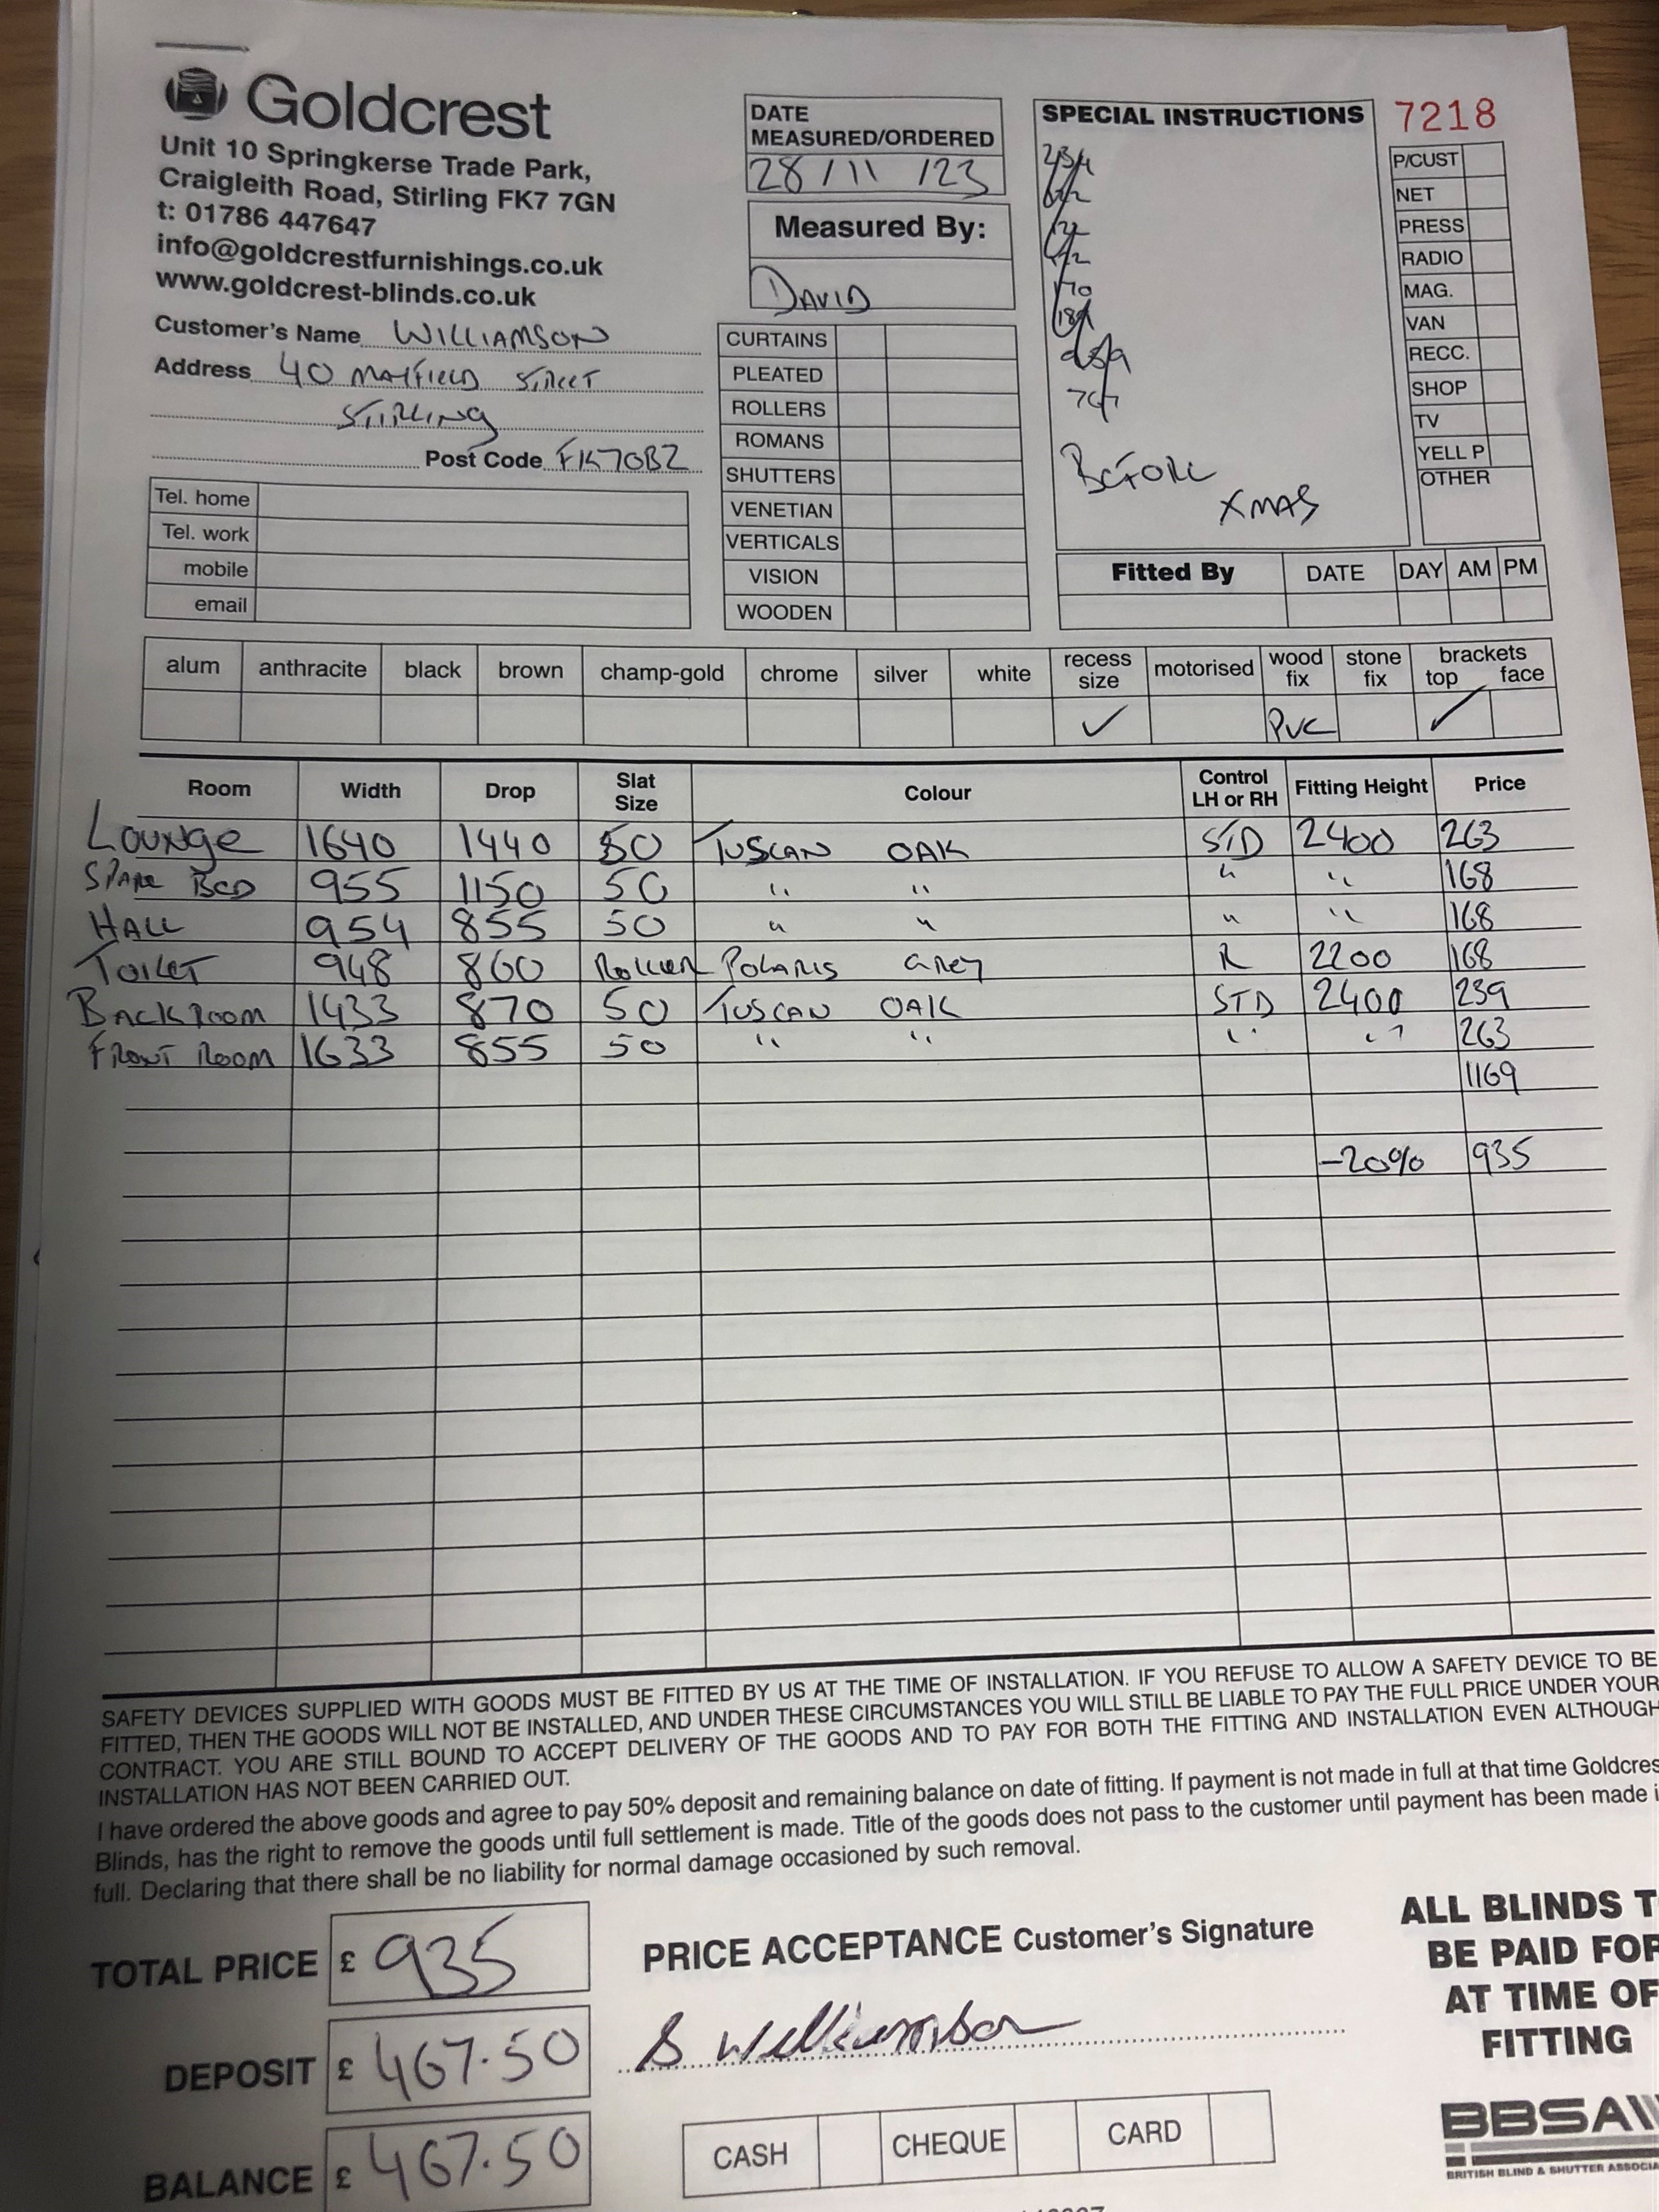 Goldcrest
Unit 10 Springkerse Trade Park,
Craigleith Road, Stirling FK7 7GN
t: 01786 447647
info@goldcrestfurnishings.co.uk
www.goldcrest-blinds.co.uk
Customer's Name WILLIAMSON
Address 40 MAYFIELD STREET
STIRLING
Post Code FK7 0BZ
Tel. home
Tel. work
mobile
email
DATE
MEASURED/ORDERED
28/11/23
Measured By:
DAVID
CURTAINS
PLEATED
ROLLERS
ROMANS
SHUTTERS
VENETIAN
VERTICALS
VISION
WOODEN
SPECIAL INSTRUCTIONS
BEFORE
XMAS
7218
P/CUST
NET
PRESS
RADIO
MAG.
VAN
RECC.
SHOP
TV
YELL P
OTHER
Fitted By DATE DAY AM PM
alum anthracite black brown champ-gold chrome silver white recess size motorised wood fix stone fix brackets top face
✓ PVC ✓
Room Width Drop Slat Size Colour Control LH or RH Fitting Height Price
LOUNGE 1640 1440 50 TUSCAN OAK STD 2400 263
SPARE BED 955 1150 50 " " " " 168
HALL 954 855 50 " " " " 168
TOILET 948 860 ROLLER POLARIS GREY R 2200 168
BACKROOM 1433 870 50 TUSCAN OAK STD 2400 239
FRONT ROOM 1633 855 50 " " " " 263
1169
-20% 935
SAFETY DEVICES SUPPLIED WITH GOODS MUST BE FITTED BY US AT THE TIME OF INSTALLATION. IF YOU REFUSE TO ALLOW A SAFETY DEVICE TO BE
FITTED, THEN THE GOODS WILL NOT BE INSTALLED, AND UNDER THESE CIRCUMSTANCES YOU WILL STILL BE LIABLE TO PAY THE FULL PRICE UNDER YOUR
CONTRACT. YOU ARE STILL BOUND TO ACCEPT DELIVERY OF THE GOODS AND TO PAY FOR BOTH THE FITTING AND INSTALLATION EVEN ALTHOUGH
INSTALLATION HAS NOT BEEN CARRIED OUT.
I have ordered the above goods and agree to pay 50% deposit and remaining balance on date of fitting. If payment is not made in full at that time Goldcres
Blinds, has the right to remove the goods until full settlement is made. Title of the goods does not pass to the customer until payment has been made i
full. Declaring that there shall be no liability for normal damage occasioned by such removal.
TOTAL PRICE £ 935
DEPOSIT £ 467.50
BALANCE £ 467.50
PRICE ACCEPTANCE Customer's Signature
S Williamson
CASH CHEQUE CARD
ALL BLINDS T
BE PAID FOR
AT TIME OF
FITTING
BBSA
BRITISH BLIND & SHUTTER ASSOCIA